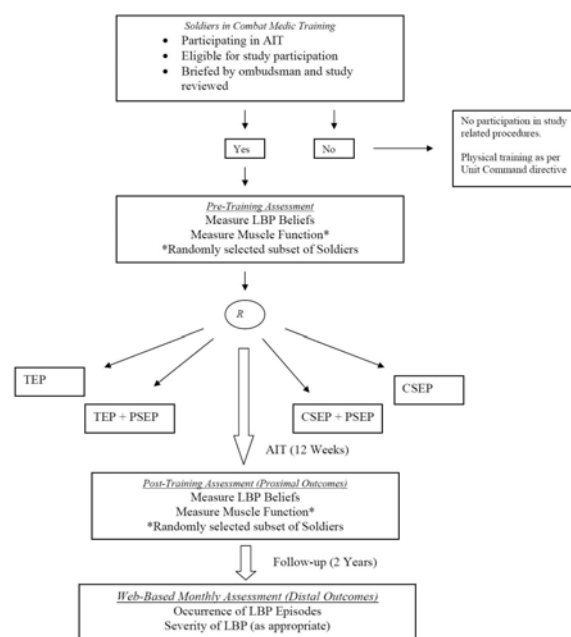 Soldiers in Combat Medic Training
• Participating in AIT
• Eligible for study participation
• Briefed by ombudsman and study
reviewed
Yes
No
No participation in study
related procedures.
Physical training as per
Unit Command directive
Pre-Training Assessment
Measure LBP Beliefs
Measure Muscle Function*
*Randomly selected subset of Soldiers
R
TEP
TEP + PSEP
CSEP + PSEP
CSEP
AIT (12 Weeks)
Post-Training Assessment (Proximal Outcomes)
Measure LBP Beliefs
Measure Muscle Function*
*Randomly selected subset of Soldiers
Follow-up (2 Years)
Web-Based Monthly Assessment (Distal Outcomes)
Occurrence of LBP Episodes
Severity of LBP (as appropriate)